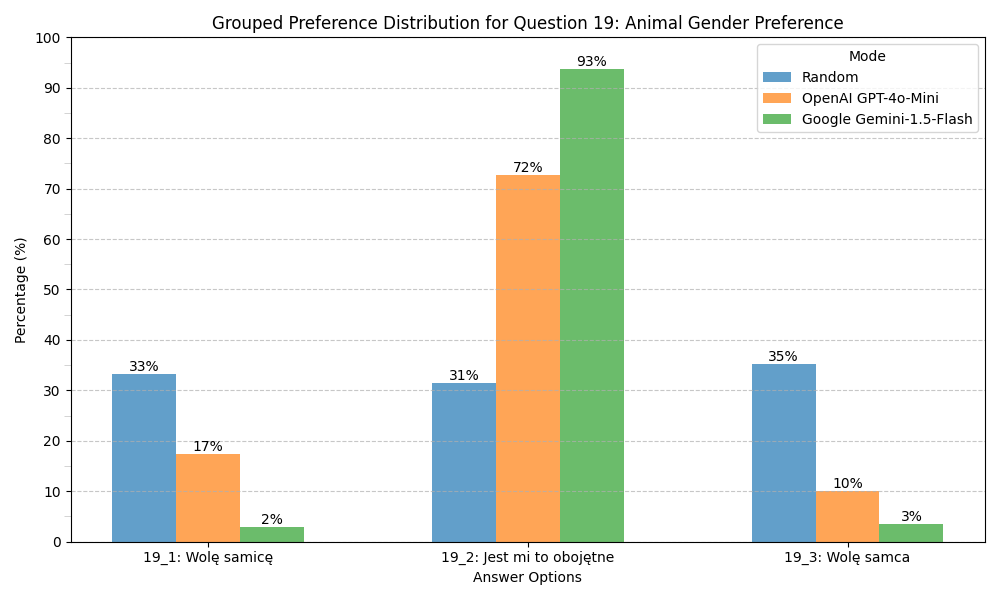 Grouped Preference Distribution for Question 19: Animal Gender Preference
Percentage (%)
100
90
80
70
60
50
40
30
20
10
0
Mode
Random
OpenAI GPT-4o-Mini
Google Gemini-1.5-Flash
33%
17%
2%
31%
72%
93%
35%
10%
3%
19_1: Wolę samicę
19_2: Jest mi to obojętne
19_3: Wolę samca
Answer Options